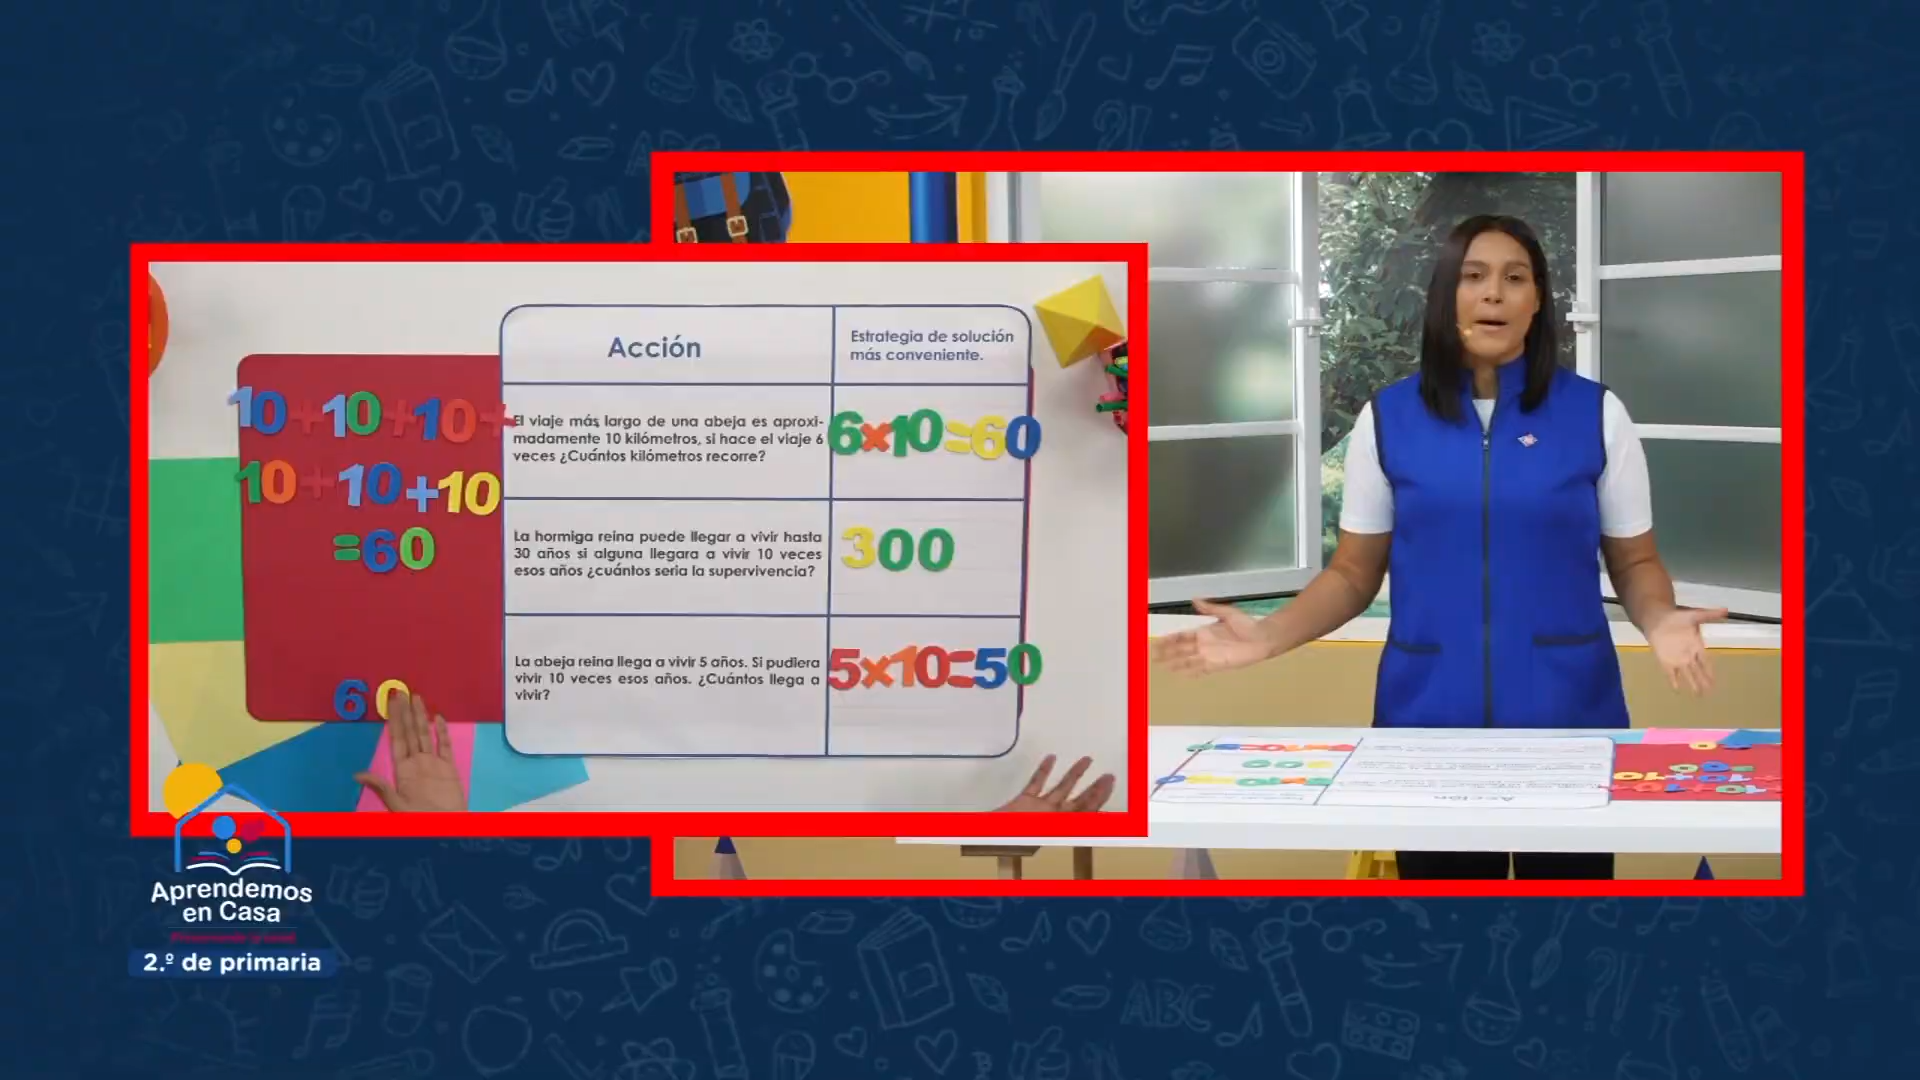 10+10+10+
10+10+10
=60
60
Acción
Estrategia de solución
más conveniente.
El viaje más largo de una abeja es aproxi-
madamente 10 kilómetros, si hace el viaje 6
veces ¿Cuántos kilómetros recorre?
6x10=60
La hormiga reina puede llegar a vivir hasta
30 años si alguna llegara a vivir 10 veces
esos años ¿cuántos seria la supervivencia?
300
La abeja reina llega a vivir 5 años. Si pudiera
vivir 10 veces esos años. ¿Cuántos llega a
vivir?
5x10=50
Acción
Aprendemos
en Casa
2.º de primaria
ABC
ABC